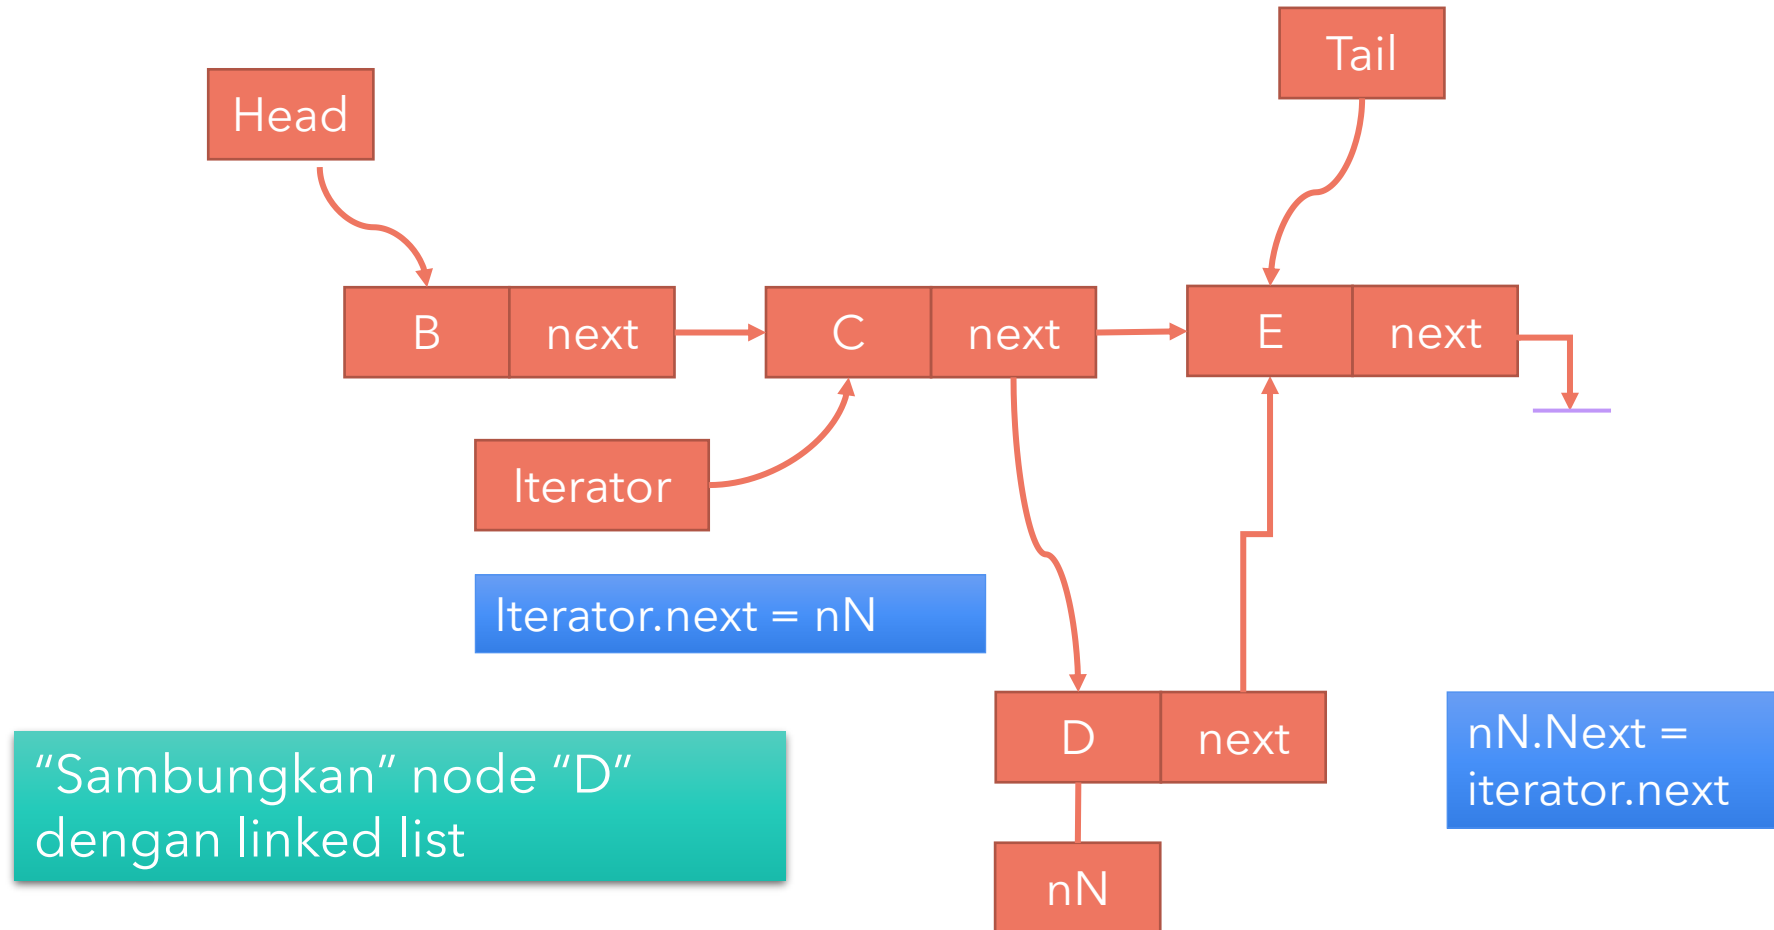 Tail
Head
B next C next E next
Iterator
Iterator.next = nN
D next
nN.Next =
iterator.next
“Sambungkan” node “D”
dengan linked list
nN